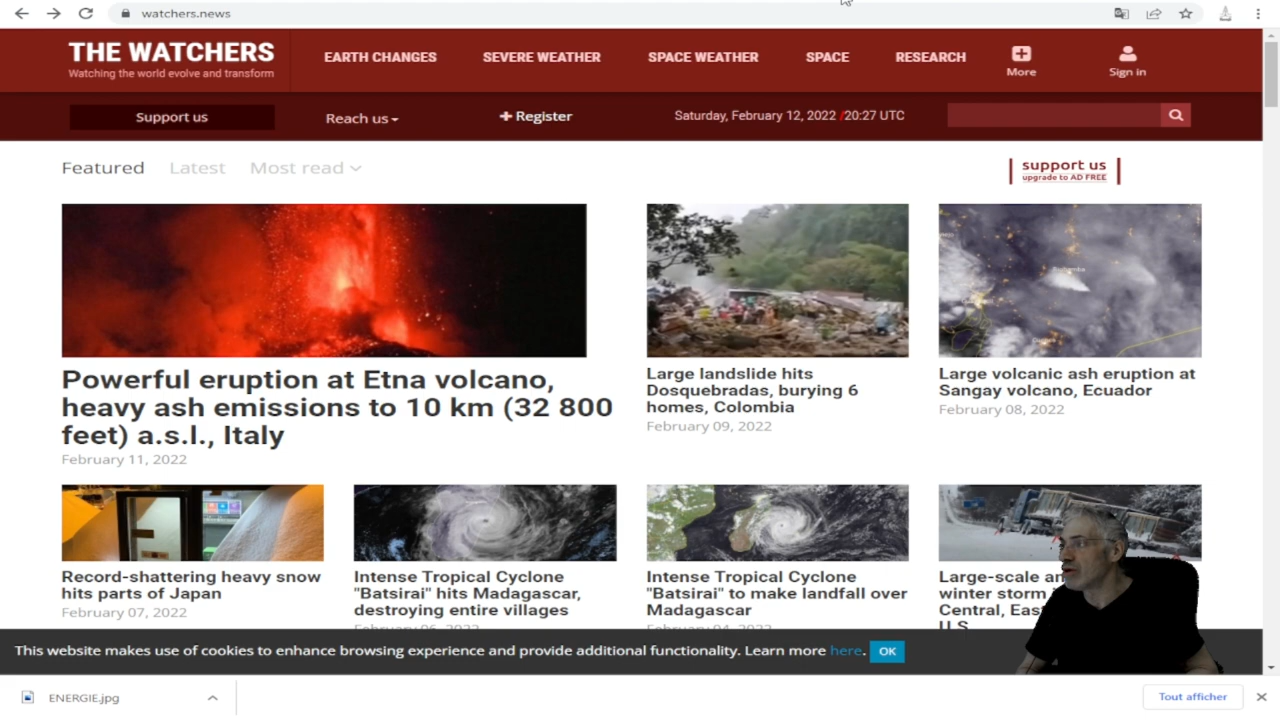 watchers.news
THE WATCHERS
Watching the world evolve and transform
EARTH CHANGES
SEVERE WEATHER
SPACE WEATHER
SPACE
RESEARCH
More
Sign in
Support us
Reach us
Register
Saturday, February 12, 2022 / 20:27 UTC
Featured
Latest
Most read
support us
upgrade to AD FREE
Powerful eruption at Etna volcano,
heavy ash emissions to 10 km (32 800
feet) a.s.l., Italy
February 11, 2022
Large landslide hits
Dosquebradas, burying 6
homes, Colombia
February 09, 2022
Large volcanic ash eruption at
Sangay volcano, Ecuador
February 08, 2022
Record-shattering heavy snow
hits parts of Japan
February 07, 2022
Intense Tropical Cyclone
"Batsirai" hits Madagascar,
destroying entire villages
Intense Tropical Cyclone
"Batsirai" to make landfall over
Madagascar
Large-scale
winter storm
Central,
U.S.
This website makes use of cookies to enhance browsing experience and provide additional functionality. Learn more here.
OK
ENERGIE.jpg
Tout afficher